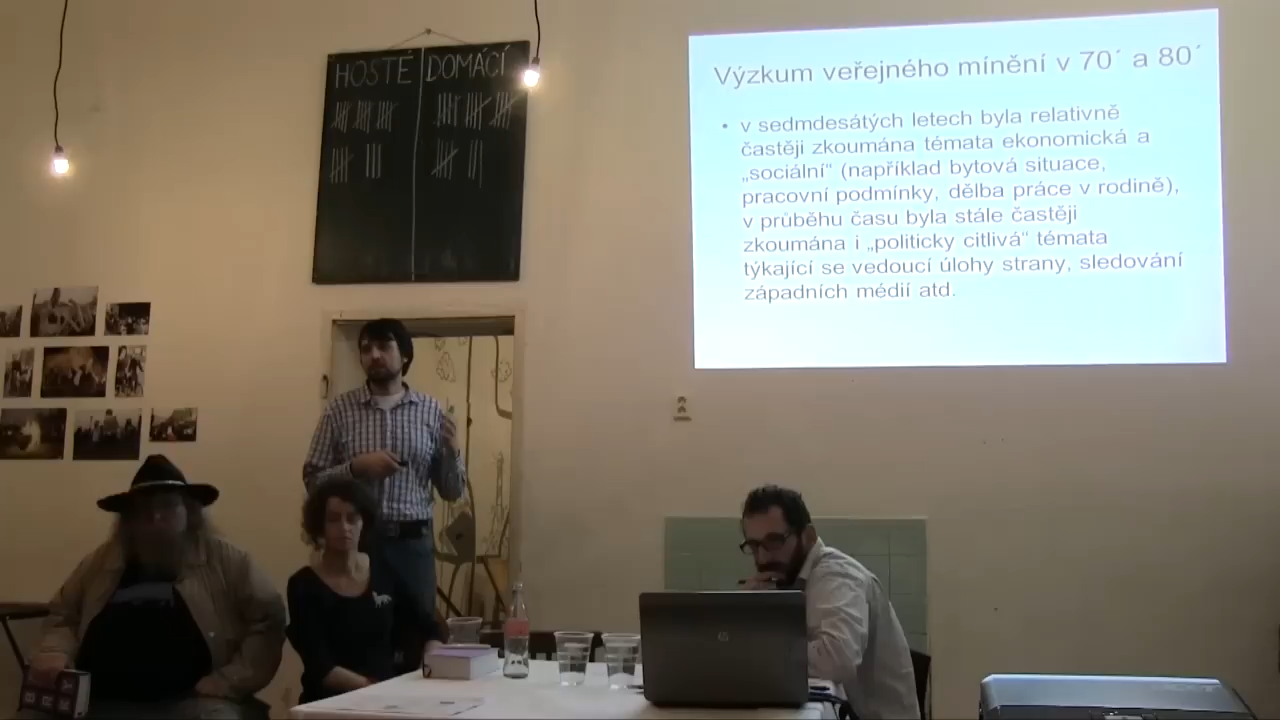 HOSTÉ DOMÁCÍ
Výzkum veřejného mínění v 70´ a 80´
• v sedmdesátých letech byla relativně
častěji zkoumána témata ekonomická a
„sociální“ (například bytová situace,
pracovní podmínky, dělba práce v rodině),
v průběhu času byla stále častěji
zkoumána i „politicky citlivá“ témata
týkající se vedoucí úlohy strany, sledování
západních médií atd.
hp